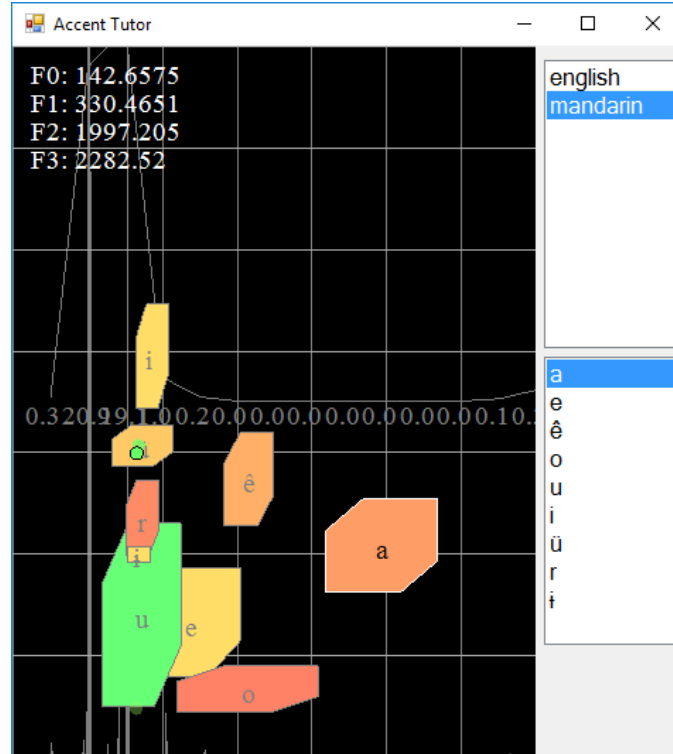 Accent Tutor
F0: 142.6575
F1: 330.4651
F2: 1997.205
F3: 2282.52
english
mandarin
i
ê
r
a
u
e
o
a
e
ê
o
u
i
ü
r
ɨ